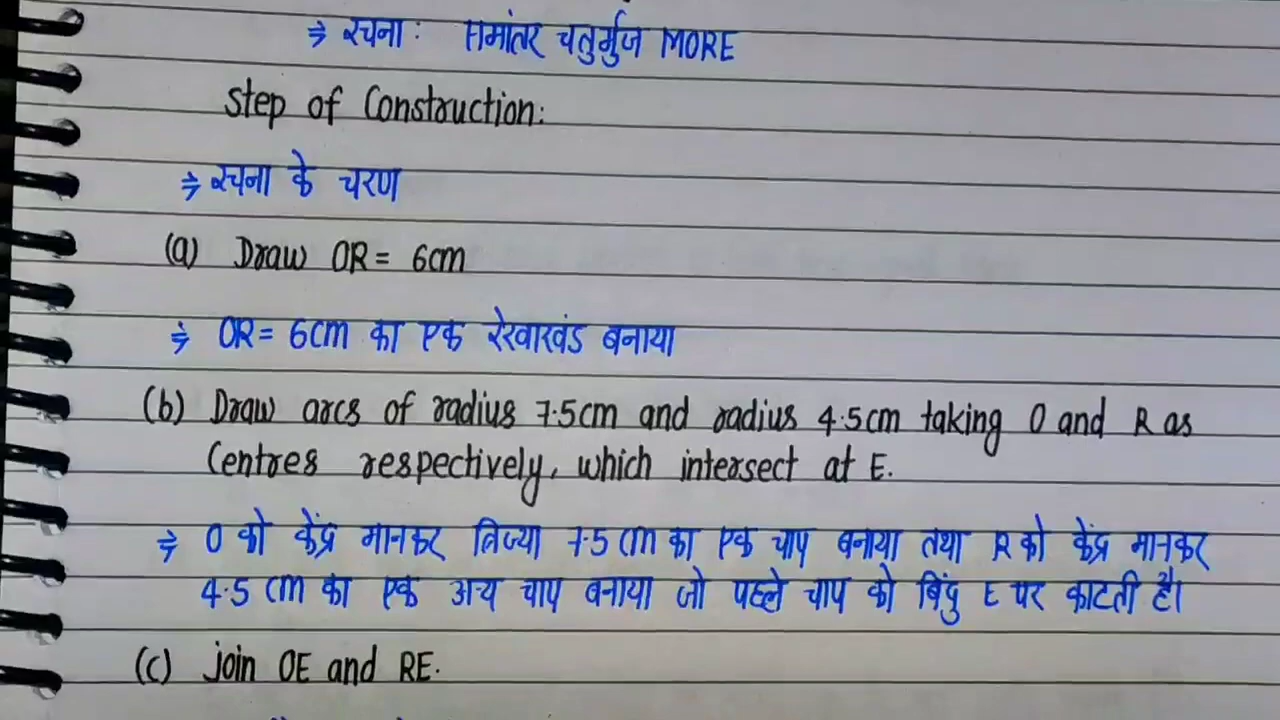 ⇒ रचना : समांतर चतुर्भुज MORE
Step of Construction:
⇒ रचना के चरण
(a) Draw OR = 6cm
⇒ OR = 6cm का एक रेखाखंड बनाया
(b) Draw arcs of radius 7.5cm and radius 4.5cm taking O and R as
Centres respectively, which intersect at E.
⇒ O को केंद्र मानकर त्रिज्या 7.5 cm का एक चाप बनाया तथा R को केंद्र मानकर
4.5 cm का एक अन्य चाप बनाया जो पहले चाप को बिंदु E पर काटती है।
(c) Join OE and RE.